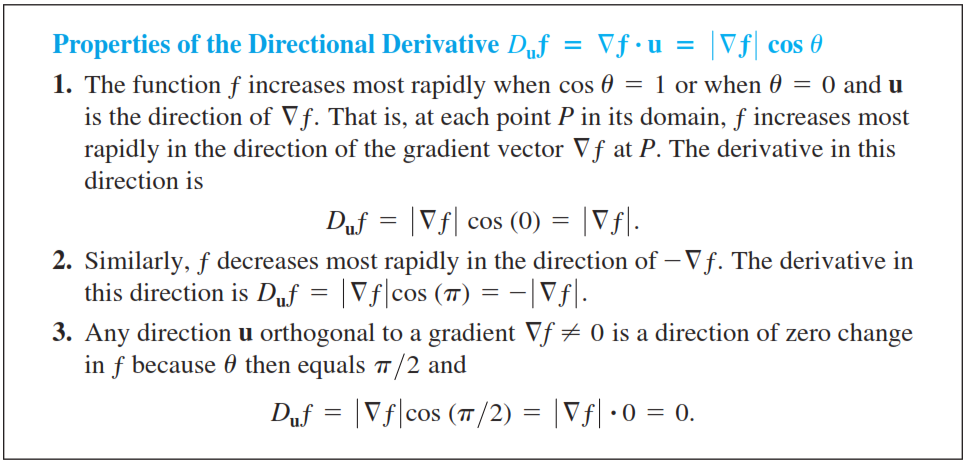 Properties of the Directional Derivative D_u f = ∇f · u = |∇f| cos θ
1. The function f increases most rapidly when cos θ = 1 or when θ = 0 and u
is the direction of ∇f. That is, at each point P in its domain, f increases most
rapidly in the direction of the gradient vector ∇f at P. The derivative in this
direction is
D_u f = |∇f| cos (0) = |∇f|.
2. Similarly, f decreases most rapidly in the direction of −∇f. The derivative in
this direction is D_u f = |∇f| cos (π) = −|∇f|.
3. Any direction u orthogonal to a gradient ∇f ≠ 0 is a direction of zero change
in f because θ then equals π/2 and
D_u f = |∇f| cos (π/2) = |∇f| · 0 = 0.